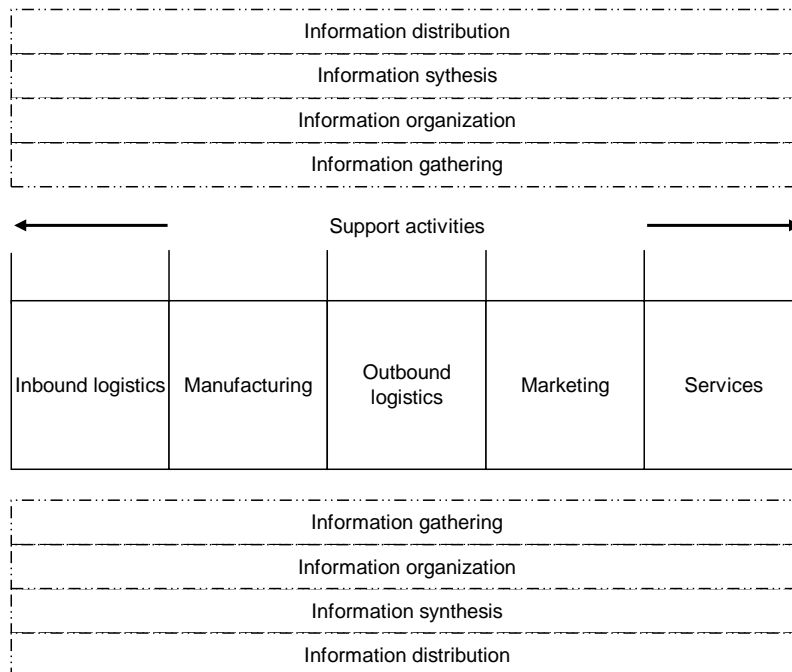 Information distribution
Information sythesis
Information organization
Information gathering
Support activities
Inbound logistics
Manufacturing
Outbound
logistics
Marketing
Services
Information gathering
Information organization
Information synthesis
Information distribution